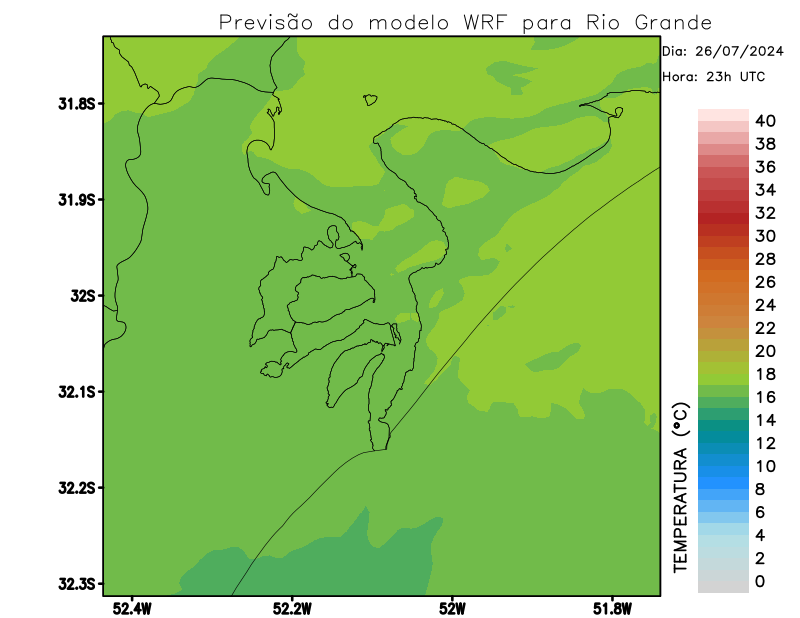 Previsão do modelo WRF para Rio Grande
Dia: 26/07/2024
Hora: 23h UTC
31.8S
31.9S
32S
32.1S
32.2S
32.3S
52.4W
52.2W
52W
51.8W
TEMPERATURA (°C)
40
38
36
34
32
30
28
26
24
22
20
18
16
14
12
10
8
6
4
2
0